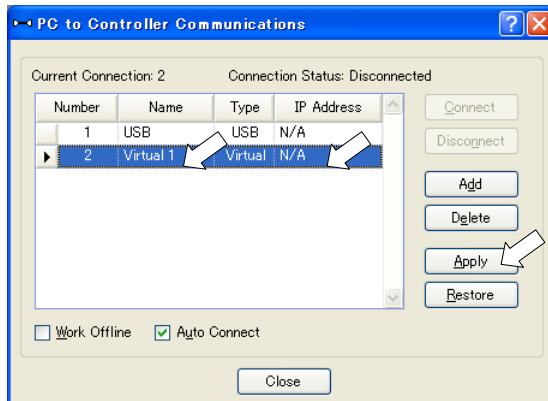 PC to Controller Communications
Current Connection: 2 Connection Status: Disconnected
Number Name Type IP Address
1 USB USB N/A
2 Virtual 1 Virtual N/A
Connect
Disconnect
Add
Delete
Apply
Restore
Work Offline Auto Connect
Close